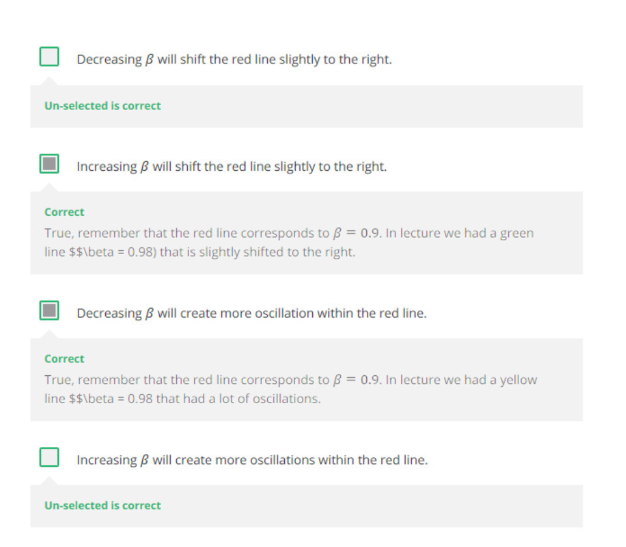 Decreasing β will shift the red line slightly to the right.
Un-selected is correct
Increasing β will shift the red line slightly to the right.
Correct
True, remember that the red line corresponds to β = 0.9. In lecture we had a green
line $$\beta = 0.98) that is slightly shifted to the right.
Decreasing β will create more oscillation within the red line.
Correct
True, remember that the red line corresponds to β = 0.9. In lecture we had a yellow
line $$\beta = 0.98 that had a lot of oscillations.
Increasing β will create more oscillations within the red line.
Un-selected is correct